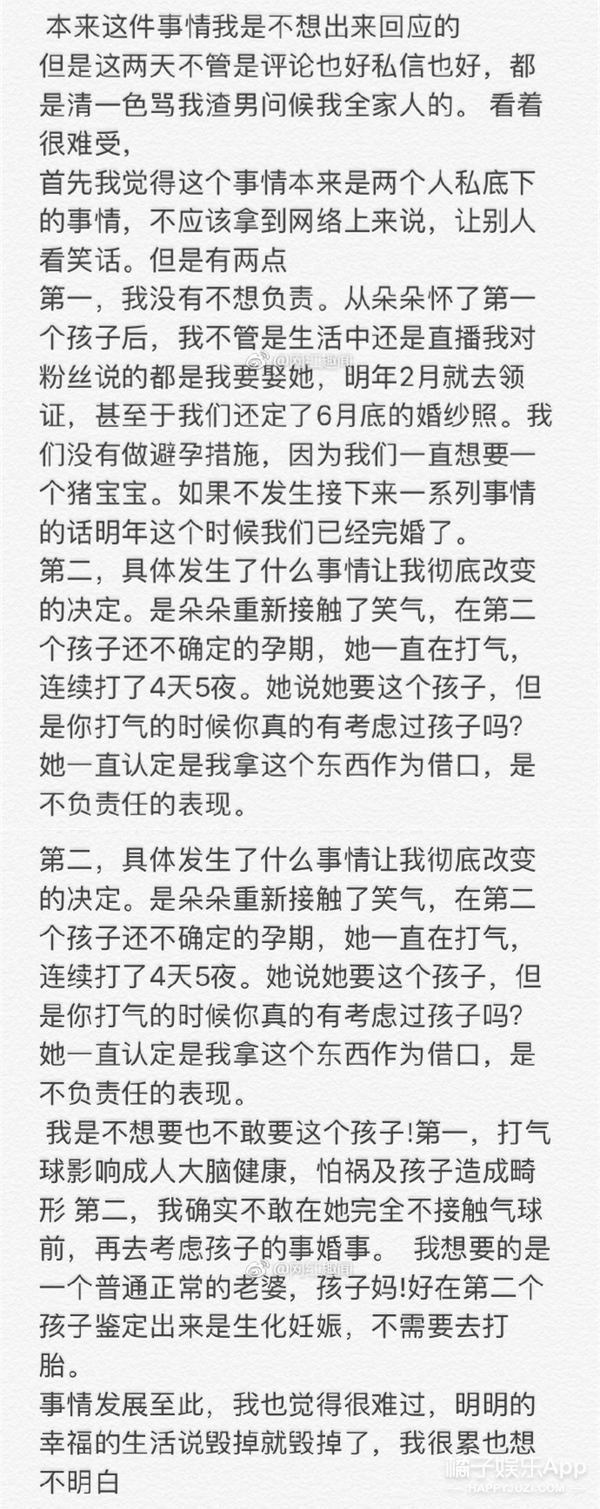 本来这件事情我是不想出来回应的
但是这两天不管是评论也好私信也好，都
是清一色骂我渣男问候我全家人的。 看着
很难受，
首先我觉得这个事情本来是两个人私底下
的事情，不应该拿到网络上来说，让别人
看笑话。但是有两点
第一，我没有不想负责。从朵朵怀了第一
个孩子后，我不管是生活中还是直播我对
@网红趣闻
粉丝说的都是我要娶她，明年2月就去领
证，甚至于我们还定了6月底的婚纱照。我
们没有做避孕措施，因为我们一直想要一
个猪宝宝。如果不发生接下来一系列事情
的话明年这个时候我们已经完婚了。
第二，具体发生了什么事情让我彻底改变
的决定。是朵朵重新接触了笑气，在第二
个孩子还不确定的孕期，她一直在打气，
连续打了4天5夜。她说她要这个孩子，但
是你打气的时候你真的有考虑过孩子吗？
她一直认定是我拿这个东西作为借口，是
不负责任的表现。
第二，具体发生了什么事情让我彻底改变
的决定。是朵朵重新接触了笑气，在第二
个孩子还不确定的孕期，她一直在打气，
连续打了4天5夜。她说她要这个孩子，但
是你打气的时候你真的有考虑过孩子吗？
她一直认定是我拿这个东西作为借口，是
不负责任的表现。
我是不想要也不敢要这个孩子!第一，打气
球影响成人大脑健康，怕祸及孩子造成畸
形 第二，我确实不敢在她完全不接触气球
前，再去考虑孩子的事婚事。 我想要的是
@网红趣闻
一个普通正常的老婆，孩子妈!好在第二个
孩子鉴定出来是生化妊娠，不需要去打
胎。
事情发展至此，我也觉得很难过，明明的
幸福的生活说毁掉就毁掉了，我很累也想
不明白
橘子娱乐App
HAPPYJUZI.COM